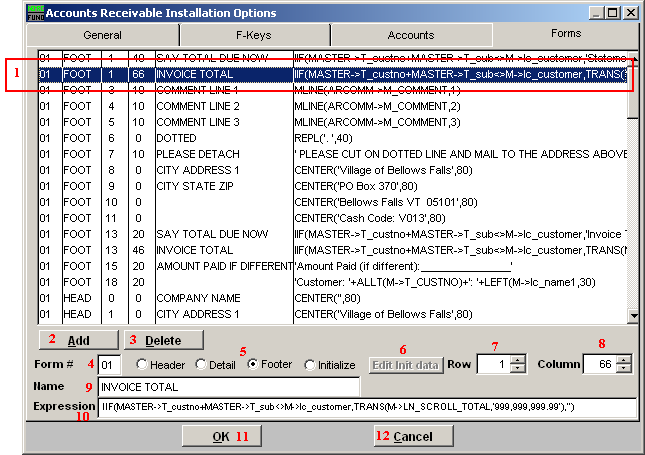 FUND Accounts Receivable Installation Options
General F-Keys Accounts Forms
01 FOOT 1 40 SAY TOTAL DUE NOW IIF(MASTER->T_custno+MASTER->T_sub<>M->lc_customer,'Stateme
1 01 FOOT 1 66 INVOICE TOTAL IIF(MASTER->T_custno+MASTER->T_sub<>M->lc_customer,TRANS(
01 FOOT 3 10 COMMENT LINE 1 MLINE(ARCOMM->M_COMMENT,1)
01 FOOT 4 10 COMMENT LINE 2 MLINE(ARCOMM->M_COMMENT,2)
01 FOOT 5 10 COMMENT LINE 3 MLINE(ARCOMM->M_COMMENT,3)
01 FOOT 6 0 DOTTED REPL('. ',40)
01 FOOT 7 10 PLEASE DETACH ' PLEASE CUT ON DOTTED LINE AND MAIL TO THE ADDRESS ABOVE
01 FOOT 8 0 CITY ADDRESS 1 CENTER('Village of Bellows Falls',80)
01 FOOT 9 0 CITY STATE ZIP CENTER('PO Box 370',80)
01 FOOT 10 0 CENTER('Bellows Falls VT  05101',80)
01 FOOT 11 0 CENTER('Cash Code: V013',80)
01 FOOT 13 20 SAY TOTAL DUE NOW IIF(MASTER->T_custno+MASTER->T_sub<>M->lc_customer,'Invoice T
01 FOOT 13 46 INVOICE TOTAL IIF(MASTER->T_custno+MASTER->T_sub<>M->lc_customer,TRANS(M
01 FOOT 15 20 AMOUNT PAID IF DIFFERENT 'Amount Paid (if different):__________________'
01 FOOT 18 20 'Customer: '+ALLT(M->T_CUSTNO)+': '+LEFT(M->lc_name1,30)
01 HEAD 0 0 COMPANY NAME CENTER('',80)
01 HEAD 1 0 CITY ADDRESS 1 CENTER('Village of Bellows Falls',80)
2 Add 3 Delete
Form # 4 01 Header Detail 5 Footer Initialize 6 Edit Init data Row 7 1 Column 8 66
Name 9 INVOICE TOTAL
Expression 10 IIF(MASTER->T_custno+MASTER->T_sub<>M->lc_customer,TRANS(M->LN_SCROLL_TOTAL,'999,999,999.99'),'')
OK 11 12 Cancel